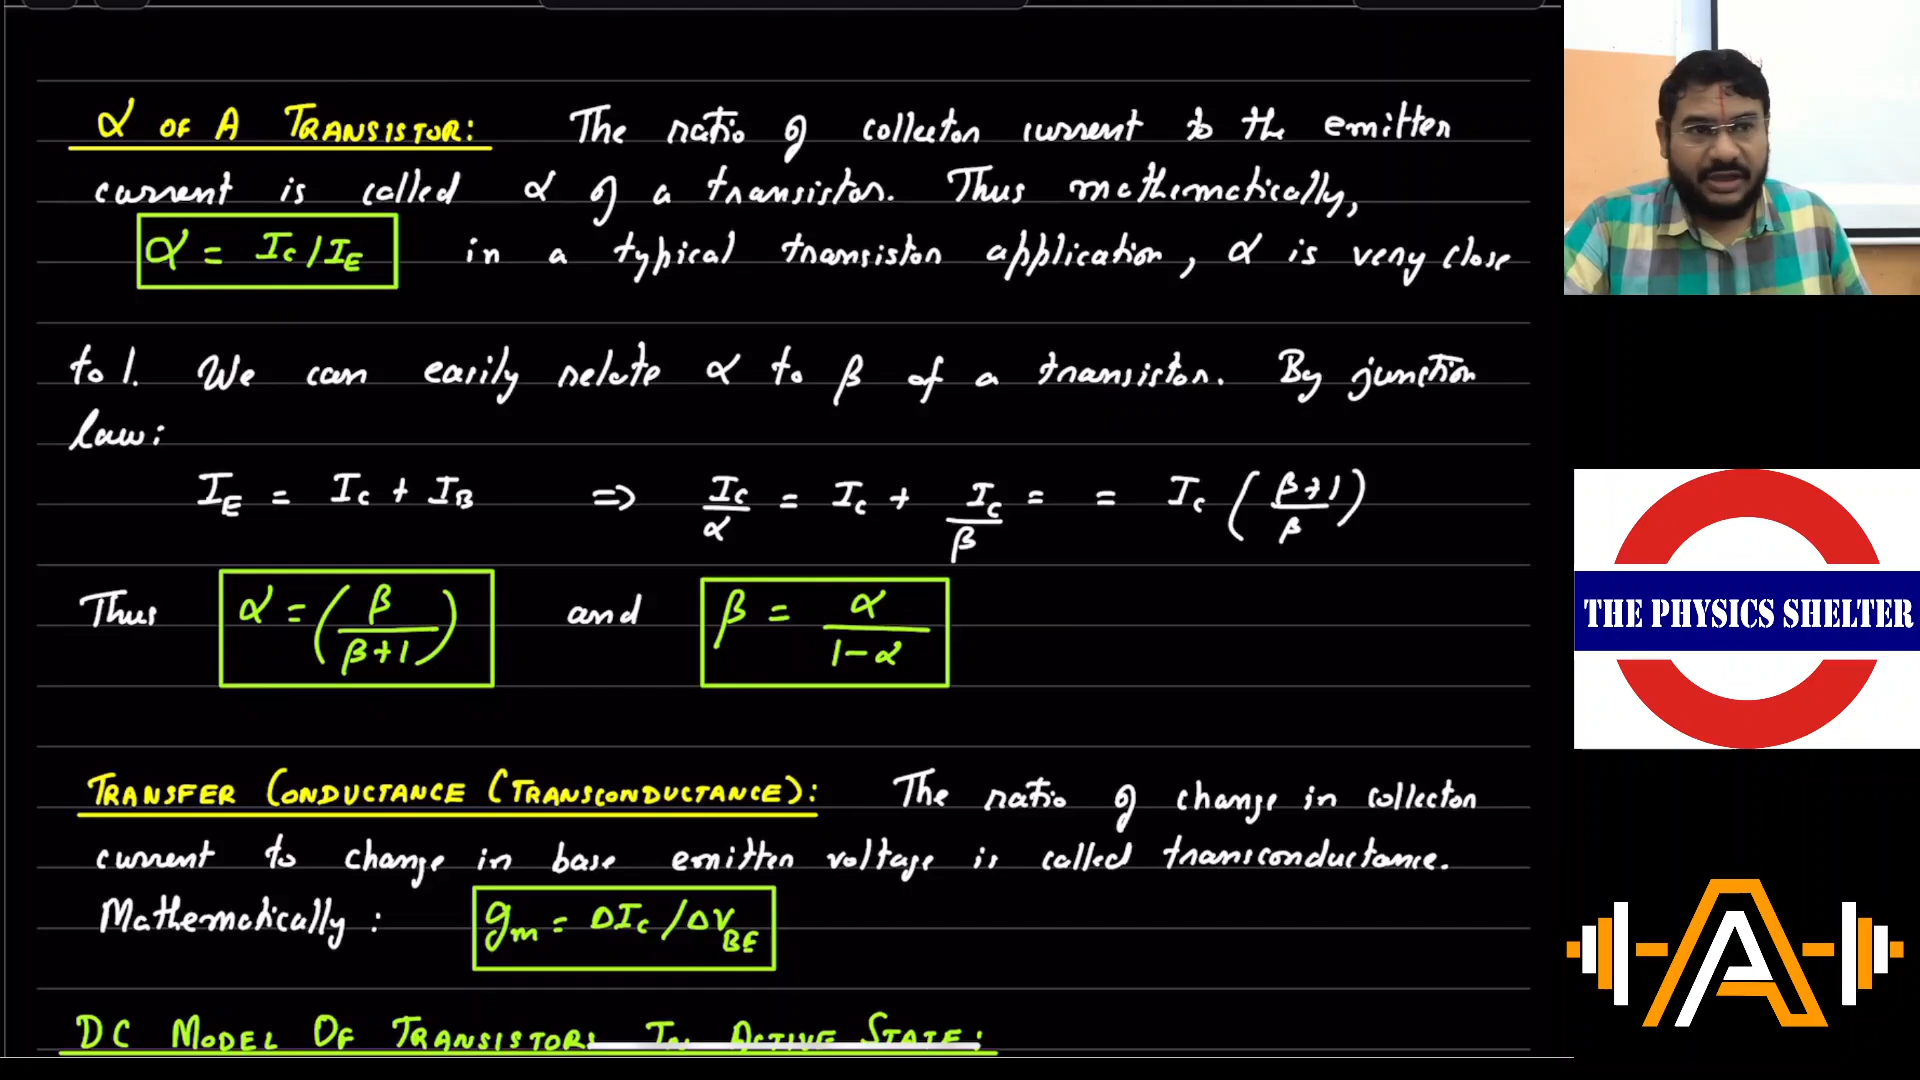 α OF A TRANSISTOR: The ratio of collector current to the emitter
current is called α of a transistor. Thus mathematically,
α = Ic/IE in a typical transistor application, α is very close
to 1. We can easily relate α to β of a transistor. By junction
law:
IE = Ic + IB ⇒ Ic/α = Ic + Ic/β = = Ic (β+1/β)
Thus α = (β/β+1) and β = α/1-α
TRANSFER CONDUCTANCE (TRANSCONDUCTANCE): The ratio of change in collector
current to change in base emitter voltage is called transconductance.
Mathematically: gm = ΔIc/ΔVBE
DC MODEL OF TRANSISTORS IN ACTIVE STATE:
THE PHYSICS SHELTER